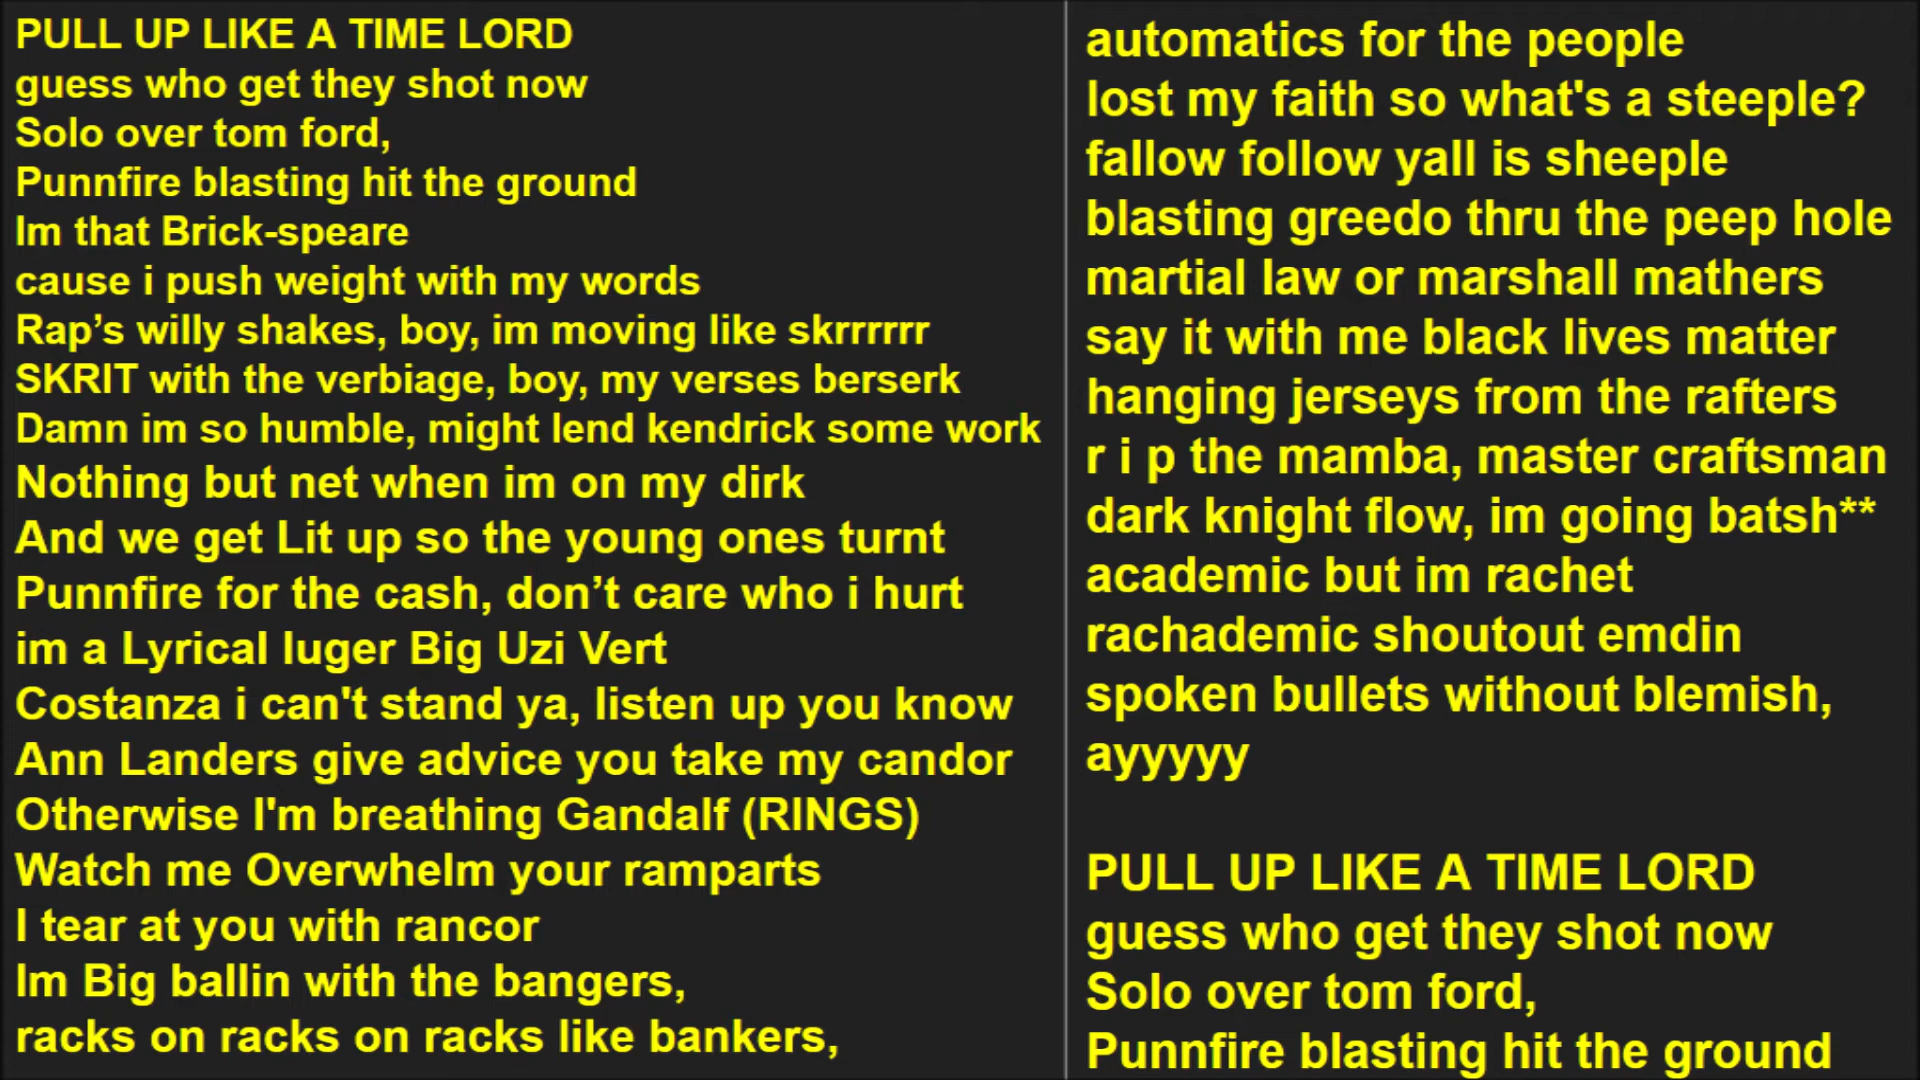 PULL UP LIKE A TIME LORD
guess who get they shot now
Solo over tom ford,
Punnfire blasting hit the ground
Im that Brick-speare
cause i push weight with my words
Rap’s willy shakes, boy, im moving like skrrrrrr
SKRIT with the verbiage, boy, my verses berserk
Damn im so humble, might lend kendrick some work
Nothing but net when im on my dirk
And we get Lit up so the young ones turnt
Punnfire for the cash, don’t care who i hurt
im a Lyrical luger Big Uzi Vert
Costanza i can't stand ya, listen up you know
Ann Landers give advice you take my candor
Otherwise I'm breathing Gandalf (RINGS)
Watch me Overwhelm your ramparts
I tear at you with rancor
Im Big ballin with the bangers,
racks on racks on racks like bankers,
automatics for the people
lost my faith so what's a steeple?
fallow follow yall is sheeple
blasting greedo thru the peep hole
martial law or marshall mathers
say it with me black lives matter
hanging jerseys from the rafters
r i p the mamba, master craftsman
dark knight flow, im going batsh**
academic but im rachet
rachademic shoutout emdin
spoken bullets without blemish,
ayyyyy
PULL UP LIKE A TIME LORD
guess who get they shot now
Solo over tom ford,
Punnfire blasting hit the ground